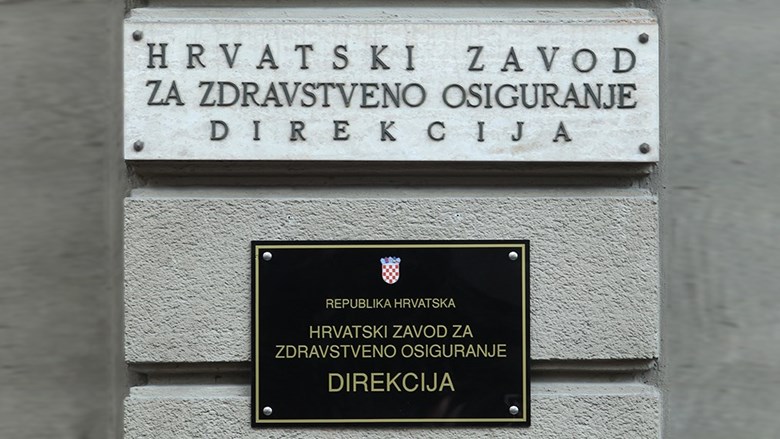 HRVATSKI ZAVOD
ZA ZDRAVSTVENO OSIGURANJE
DIREKCIJA
REPUBLIKA HRVATSKA
HRVATSKI ZAVOD ZA
ZDRAVSTVENO OSIGURANJE
DIREKCIJA